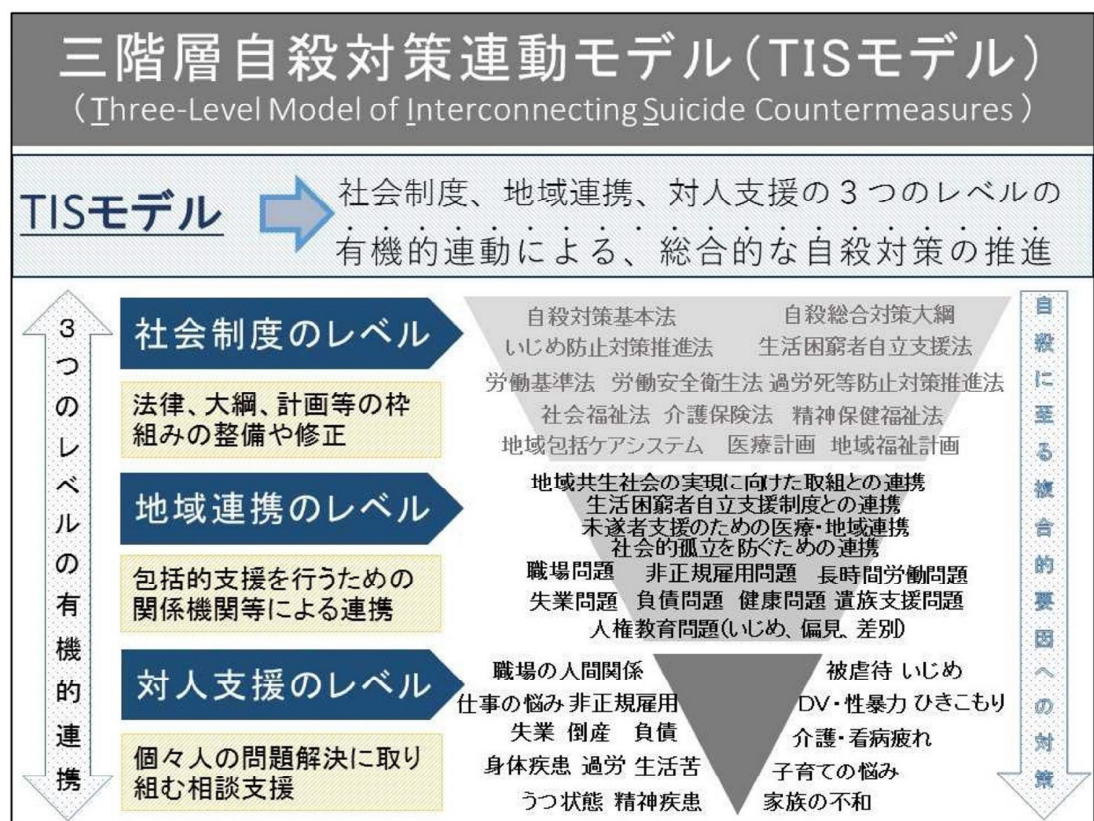 三階層自殺対策連動モデル(TISモデル)
(Three-Level Model of Interconnecting Suicide Countermeasures)
TISモデル
社会制度、地域連携、対人支援の3つのレベルの
有機的連動による、総合的な自殺対策の推進
3つのレベルの有機的連携
社会制度のレベル
法律、大綱、計画等の枠
組みの整備や修正
自殺対策基本法 自殺総合対策大綱
いじめ防止対策推進法 生活困窮者自立支援法
労働基準法 労働安全衛生法 過労死等防止対策推進法
社会福祉法 介護保険法 精神保健福祉法
地域包括ケアシステム 医療計画 地域福祉計画
地域連携のレベル
包括的支援を行うための
関係機関等による連携
地域共生社会の実現に向けた取組との連携
生活困窮者自立支援制度との連携
未遂者支援のための医療・地域連携
社会的孤立を防ぐための連携
職場問題 非正規雇用問題 長時間労働問題
失業問題 負債問題 健康問題 遺族支援問題
人権教育問題(いじめ、偏見、差別)
対人支援のレベル
個々人の問題解決に取り
組む相談支援
職場の人間関係 被虐待 いじめ
仕事の悩み 非正規雇用 DV・性暴力 ひきこもり
失業 倒産 負債 介護・看病疲れ
身体疾患 過労 生活苦 子育ての悩み
うつ状態 精神疾患 家族の不和
自殺に至る複合的要因への対策